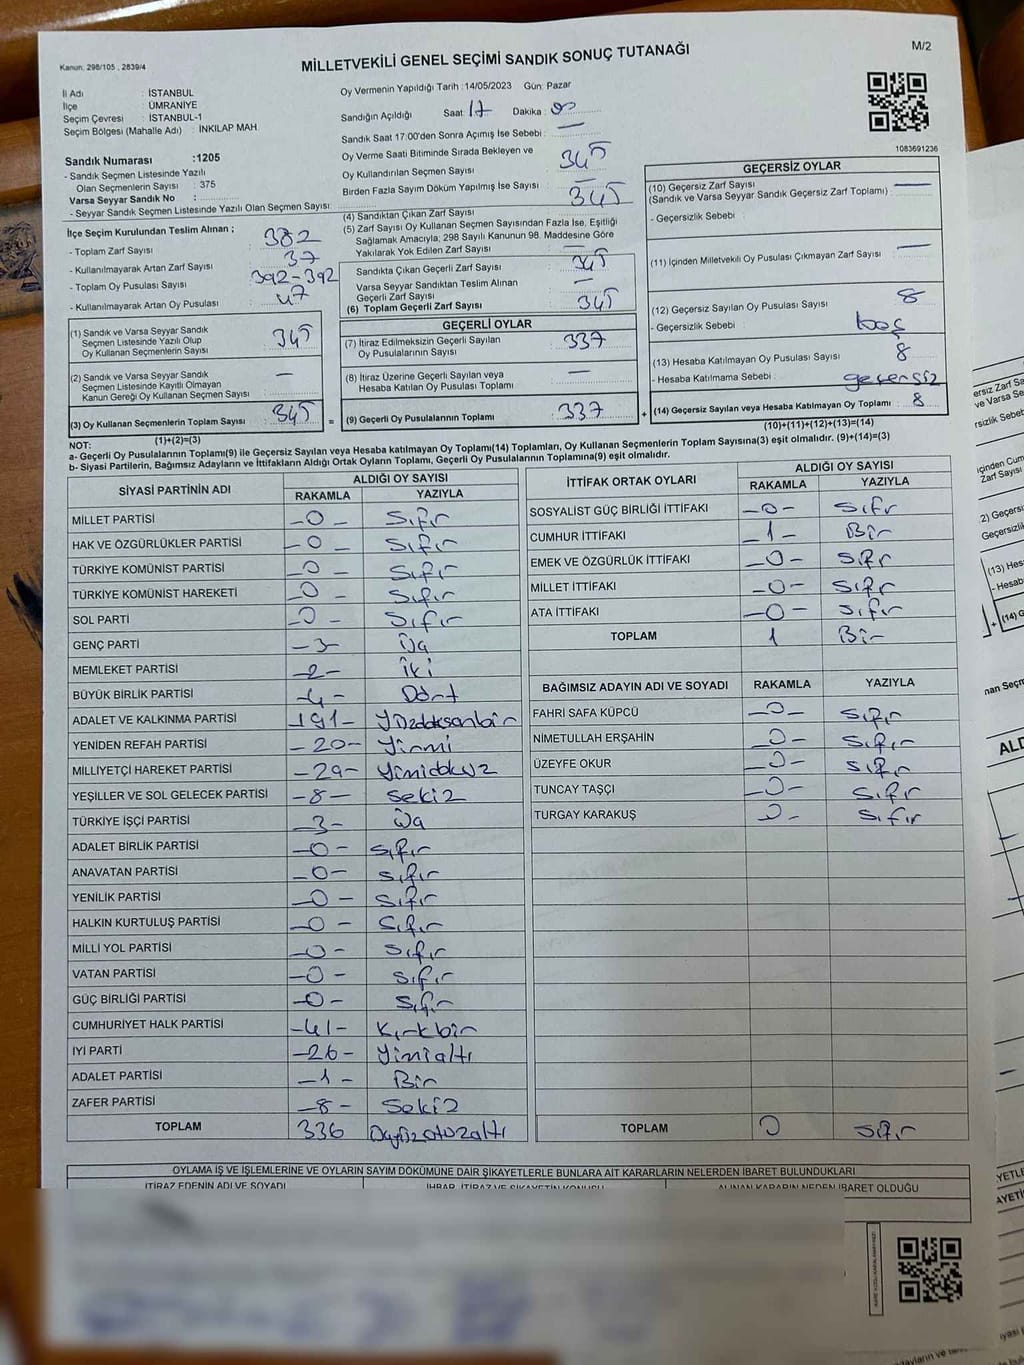 Kanun: 298/105 , 2839/4
MİLLETVEKİLİ GENEL SEÇİMİ SANDIK SONUÇ TUTANAĞI
M/2
İl Adı : İSTANBUL
İlçe : ÜMRANİYE
Seçim Çevresi : İSTANBUL-1
Seçim Bölgesi (Mahalle Adı) : İNKILAP MAH
Oy Vermenin Yapıldığı Tarih :14/05/2023 Gün: Pazar
Sandığın Açıldığı Saat: 17 Dakika : 00
Sandık Saat 17:00'den Sonra Açımış İse Sebebi : —
Oy Verme Saati Bitiminde Sırada Bekleyen ve
Oy Kullandırılan Seçmen Sayısı : 345
Birden Fazla Sayım Döküm Yapılmış İse Sayısı : —
1083691236
Sandık Numarası :1205
- Sandık Seçmen Listesinde Yazılı
Olan Seçmenlerin Sayısı : 375
Varsa Seyyar Sandık No :
- Seyyar Sandık Seçmen Listesinde Yazılı Olan Seçmen Sayısı:
İlçe Seçim Kurulundan Teslim Alınan ;
- Toplam Zarf Sayısı : 382
- Kullanılmayarak Artan Zarf Sayısı : 37
- Toplam Oy Pusulası Sayısı : 392-392
- Kullanılmayarak Artan Oy Pusulası : 47
(4) Sandıktan Çıkan Zarf Sayısı : 345
(5) Zarf Sayısı Oy Kullanan Seçmen Sayısından Fazla İse, Eşitliği
Sağlamak Amacıyla, 298 Sayılı Kanunun 98. Maddesine Göre
Yakılarak Yok Edilen Zarf Sayısı : —
Sandıkta Çıkan Geçerli Zarf Sayısı : 345
Varsa Seyyar Sandıktan Teslim Alınan
Geçerli Zarf Sayısı : —
(6) Toplam Geçerli Zarf Sayısı : 345
GEÇERSİZ OYLAR
(10) Geçersiz Zarf Sayısı : —
(Sandık ve Varsa Seyyar Sandık Geçersiz Zarf Toplamı)
- Geçersizlik Sebebi :
(11) İçinden Milletvekili Oy Pusulası Çıkmayan Zarf Sayısı : —
(12) Geçersiz Sayılan Oy Pusulası Sayısı : 8
- Geçersizlik Sebebi : boş
(13) Hesaba Katılmayan Oy Pusulası Sayısı : 8
- Hesaba Katılmama Sebebi : geçersiz
(14) Geçersiz Sayılan veya Hesaba Katılmayan Oy Toplamı : 8
(10)+(11)+(12)+(13)=(14)
(1) Sandık ve Varsa Seyyar Sandık
Seçmen Listesinde Yazılı Olup
Oy Kullanan Seçmenlerin Sayısı : 345
(2) Sandık ve Varsa Seyyar Sandık
Seçmen Listesinde Kayıtlı Olmayan
Kanun Gereği Oy Kullanan Seçmen Sayısı : —
(3) Oy Kullanan Seçmenlerin Toplam Sayısı : 345 =
(1)+(2)=(3)
GEÇERLİ OYLAR
(7) İtiraz Edilmeksizin Geçerli Sayılan
Oy Pusulalarının Sayısı : 337
(8) İtiraz Üzerine Geçerli Sayılan veya
Hesaba Katılan Oy Pusulası Toplamı : —
(9) Geçerli Oy Pusulalarının Toplamı : 337 +
NOT:
a- Geçerli Oy Pusulalarının Toplamı(9) ile Geçersiz Sayılan veya Hesaba katılmayan Oy Toplamı(14) Toplamları, Oy Kullanan Seçmenlerin Toplam Sayısına(3) eşit olmalıdır. (9)+(14)=(3)
b- Siyasi Partilerin, Bağımsız Adayların ve İttifakların Aldığı Ortak Oyların Toplamı, Geçerli Oy Pusulalarının Toplamına(9) eşit olmalıdır.
SİYASİ PARTİNİN ADI ALDIĞI OY SAYISI
RAKAMLA YAZIYLA
MİLLET PARTİSİ -0- Sıfır
HAK VE ÖZGÜRLÜKLER PARTİSİ -0- Sıfır
TÜRKİYE KOMÜNİST PARTİSİ -0- Sıfır
TÜRKİYE KOMÜNİST HAREKETİ -0- Sıfır
SOL PARTİ -0- Sıfır
GENÇ PARTİ -3- Üç
MEMLEKET PARTİSİ -2- İki
BÜYÜK BİRLİK PARTİSİ -4- Dört
ADALET VE KALKINMA PARTİSİ -191- Yüzdoksanbir
YENİDEN REFAH PARTİSİ -20- Yirmi
MİLLİYETÇİ HAREKET PARTİSİ -29- Yirmidokuz
YEŞİLLER VE SOL GELECEK PARTİSİ -8- Sekiz
TÜRKİYE İŞÇİ PARTİSİ -3- Üç
ADALET BİRLİK PARTİSİ -0- Sıfır
ANAVATAN PARTİSİ -0- Sıfır
YENİLİK PARTİSİ -0- Sıfır
HALKIN KURTULUŞ PARTİSİ -0- Sıfır
MİLLİ YOL PARTİSİ -0- Sıfır
VATAN PARTİSİ -0- Sıfır
GÜÇ BİRLİĞİ PARTİSİ -0- Sıfır
CUMHURİYET HALK PARTİSİ -41- Kırkbir
İYİ PARTİ -26- Yirmialtı
ADALET PARTİSİ -1- Bir
ZAFER PARTİSİ -8- Sekiz
TOPLAM 336 Üçyüzotuzaltı
İTTİFAK ORTAK OYLARI ALDIĞI OY SAYISI
RAKAMLA YAZIYLA
SOSYALİST GÜÇ BİRLİĞİ İTTİFAKI -0- Sıfır
CUMHUR İTTİFAKI -1- Bir
EMEK VE ÖZGÜRLÜK İTTİFAKI -0- Sıfır
MİLLET İTTİFAKI -0- Sıfır
ATA İTTİFAKI -0- Sıfır
TOPLAM 1 Bir
BAĞIMSIZ ADAYIN ADI VE SOYADI RAKAMLA YAZIYLA
FAHRİ SAFA KÜPCÜ -0- Sıfır
NİMETULLAH ERŞAHİN -0- Sıfır
ÜZEYFE OKUR -0- Sıfır
TUNCAY TAŞÇI -0- Sıfır
TURGAY KARAKUŞ 0- Sıfır
TOPLAM 0 Sıfır
OYLAMA İŞ VE İŞLEMLERİNE VE OYLARIN SAYIM DÖKÜMÜNE DAİR ŞİKAYETLERLE BUNLARA AİT KARARLARIN NELERDEN İBARET BULUNDUKLARI
İTİRAZ EDENİN ADI VE SOYADI İHBAR, İTİRAZ VE ŞİKAYETİN KONUSU ALINAN KARARIN NEDEN İBARET OLDUĞU